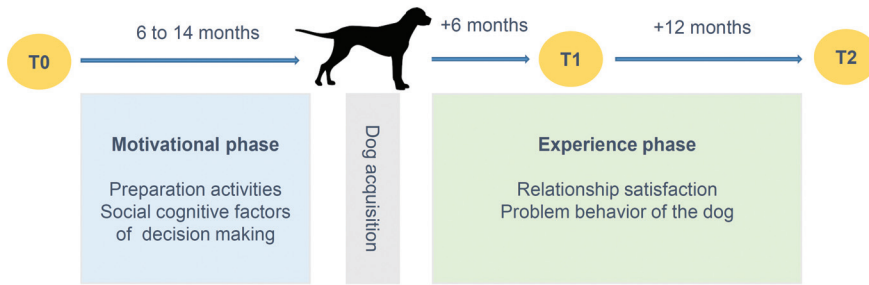 T0
6 to 14 months
+6 months
T1
+12 months
T2
Motivational phase
Preparation activities
Social cognitive factors
of decision making
Dog acquisition
Experience phase
Relationship satisfaction
Problem behavior of the dog